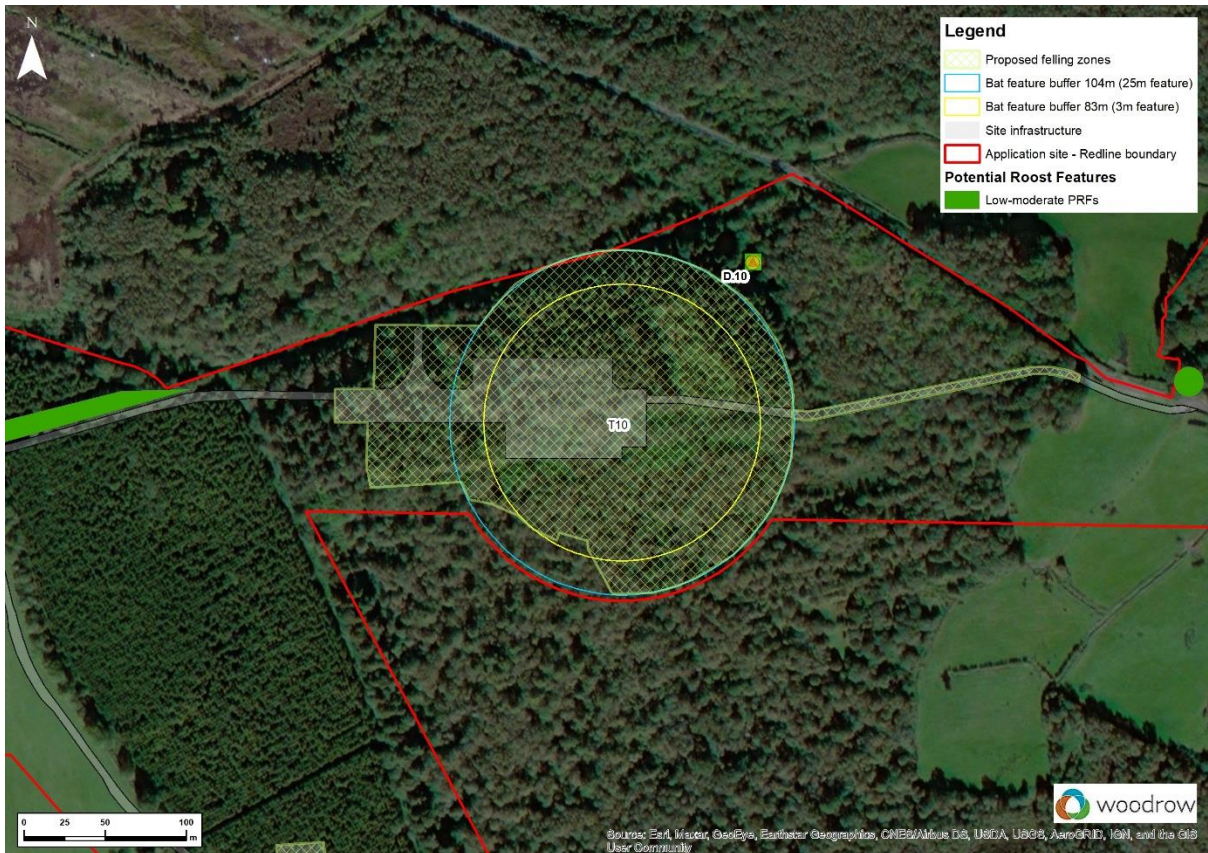 N
Legend
Proposed felling zones
Bat feature buffer 104m (25m feature)
Bat feature buffer 83m (3m feature)
Site infrastructure
Application site - Redline boundary
Potential Roost Features
Low-moderate PRFs
D.10
T10
0 25 50 100
m
woodrow
Source: Esri, Maxar, GeoEye, Earthstar Geographics, CNES/Airbus DS, USDA, USGS, AeroGRID, IGN, and the GIS
User Community